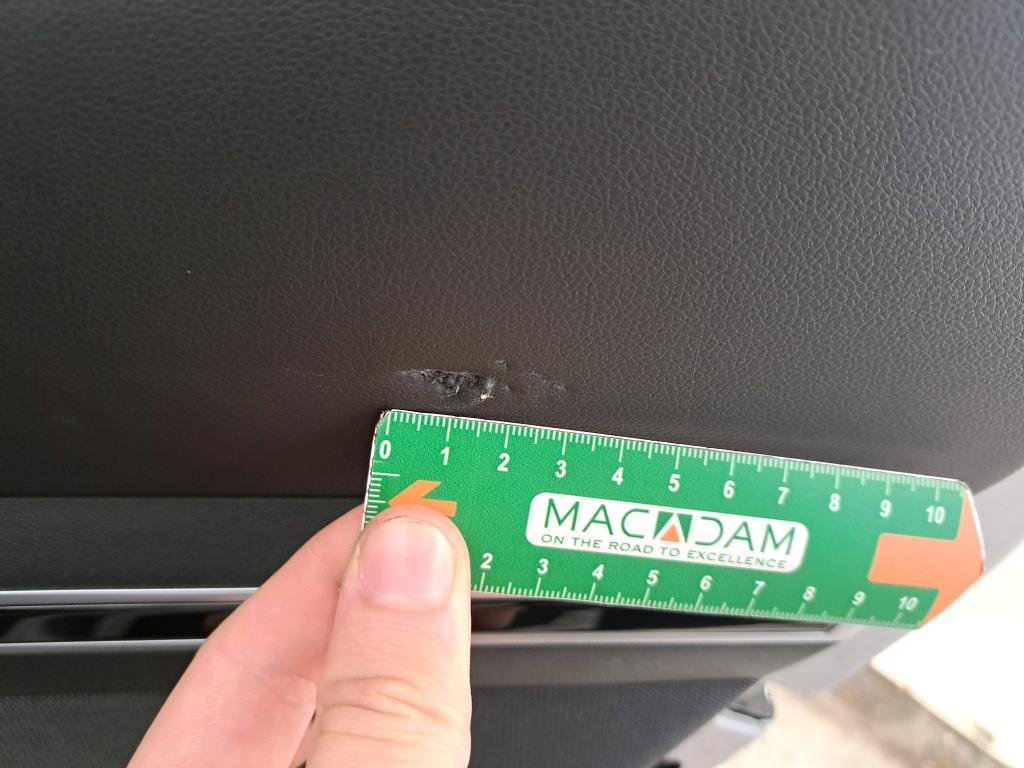 0 1 2 3 4 5 6 7 8 9 10
MACADAM
ON THE ROAD TO EXCELLENCE
2 3 4 5 6 7 8 9 10